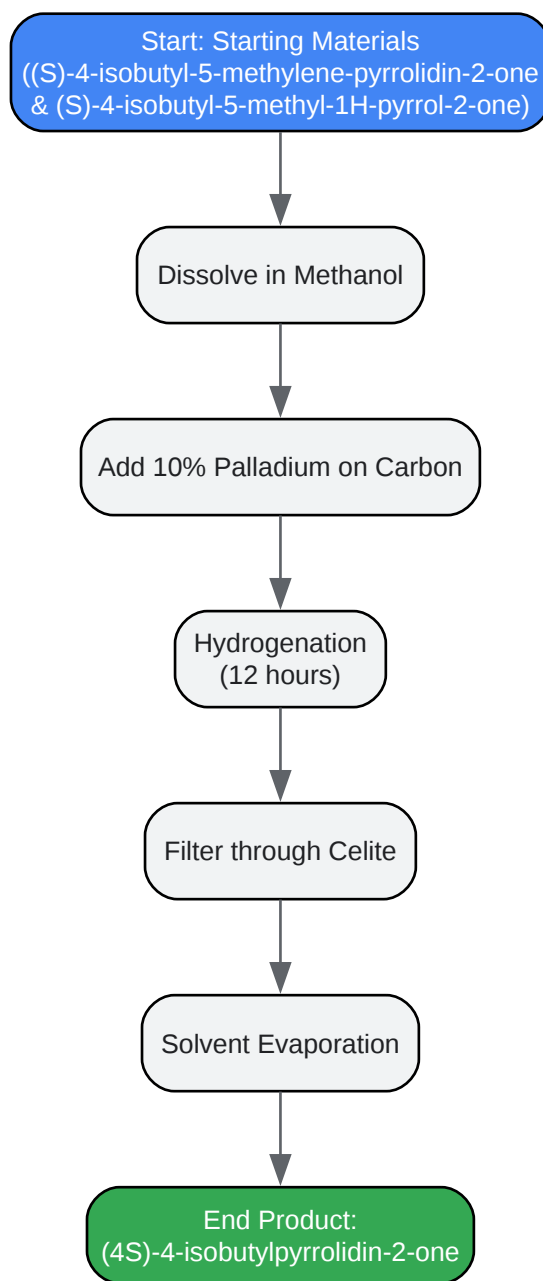 Start: Starting Materials
((S)-4-isobutyl-5-methylene-pyrrolidin-2-one
& (S)-4-isobutyl-5-methyl-1H-pyrrol-2-one)
Dissolve in Methanol
Add 10% Palladium on Carbon
Hydrogenation
(12 hours)
Filter through Celite
Solvent Evaporation
End Product:
(4S)-4-isobutylpyrrolidin-2-one